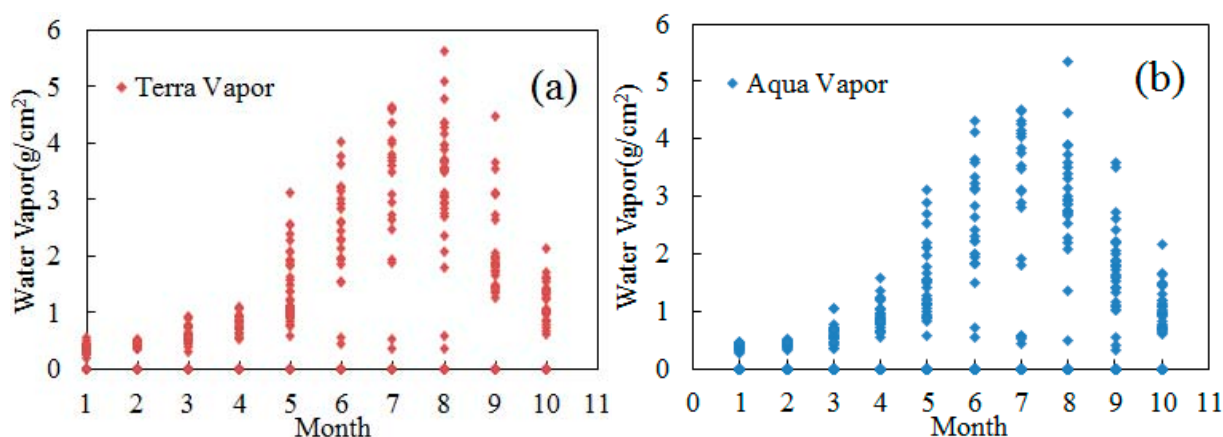 6
5
4
3
2
1
0
Water Vapor(g/cm²)
Terra Vapor
(a)
1 2 3 4 5 6 7 8 9 10 11
Month
6
5
4
3
2
1
0
Water Vapor(g/cm²)
Aqua Vapor
(b)
0 1 2 3 4 5 6 7 8 9 10 11
Month